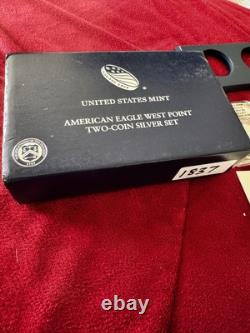 UNITED STATES MINT
AMERICAN EAGLE WEST POINT
TWO-COIN SILVER SET
1837